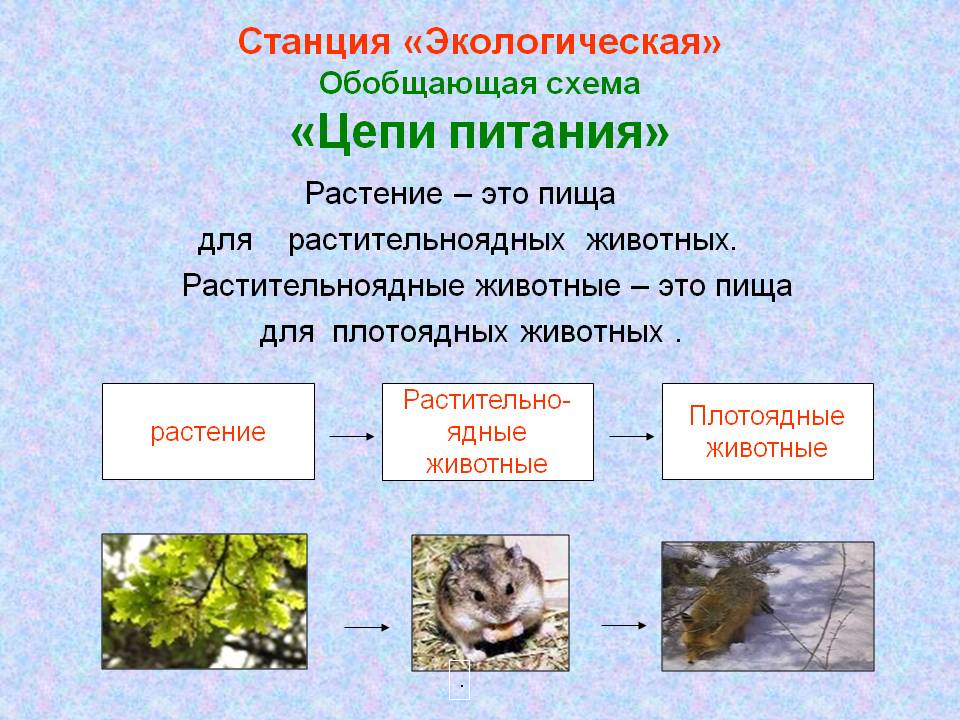 Станция «Экологическая»
Обобщающая схема
«Цепи питания»
Растение – это пища
для растительноядных животных.
Растительноядные животные – это пища
для плотоядных животных .
растение
Растительно-
ядные
животные
Плотоядные
животные
.